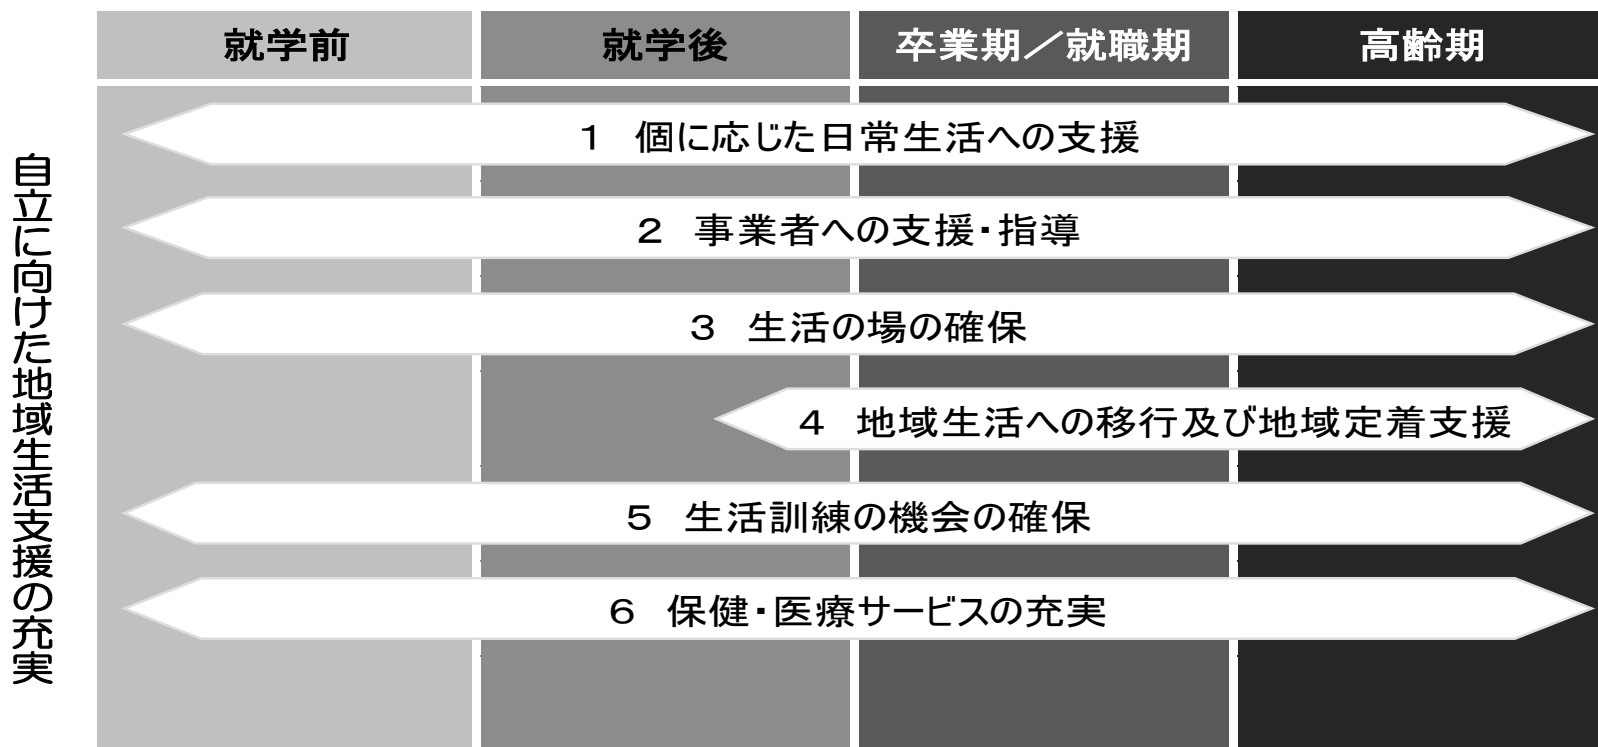 就学前
就学後
卒業期／就職期
高齢期
自立に向けた地域生活支援の充実
１　個に応じた日常生活への支援
２　事業者への支援・指導
３　生活の場の確保
４　地域生活への移行及び地域定着支援
５　生活訓練の機会の確保
６　保健・医療サービスの充実